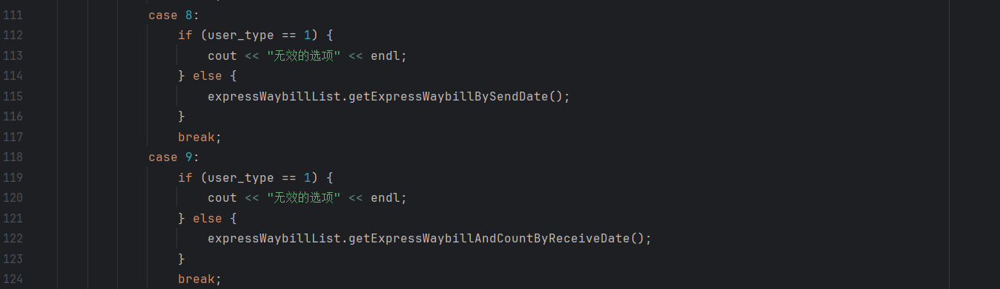 111 case 8:
112 if (user_type == 1) {
113 cout << "无效的选项" << endl;
114 } else {
115 expressWaybillList.getExpressWaybillBySendDate();
116 }
117 break;
118 case 9:
119 if (user_type == 1) {
120 cout << "无效的选项" << endl;
121 } else {
122 expressWaybillList.getExpressWaybillAndCountByReceiveDate();
123 }
124 break;